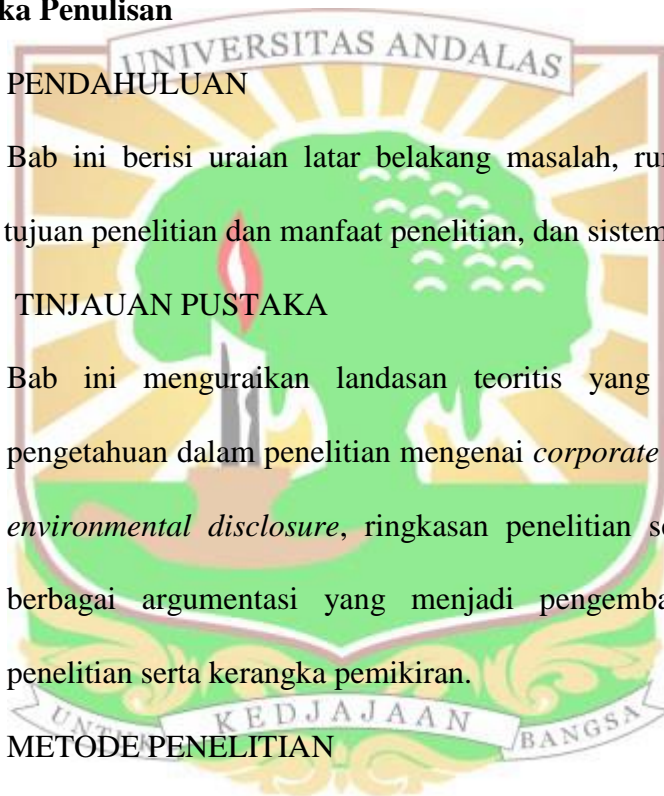 ka Penulisan
UNIVERSITAS ANDALAS
PENDAHULUAN
Bab ini berisi uraian latar belakang masalah, ru
tujuan penelitian dan manfaat penelitian, dan sistem
TINJAUAN PUSTAKA
Bab ini menguraikan landasan teoritis yang
pengetahuan dalam penelitian mengenai corporate
environmental disclosure, ringkasan penelitian se
berbagai argumentasi yang menjadi pengemba
penelitian serta kerangka pemikiran.
UNTUK KEDJAJAAN BANGSA
METODE PENELITIAN